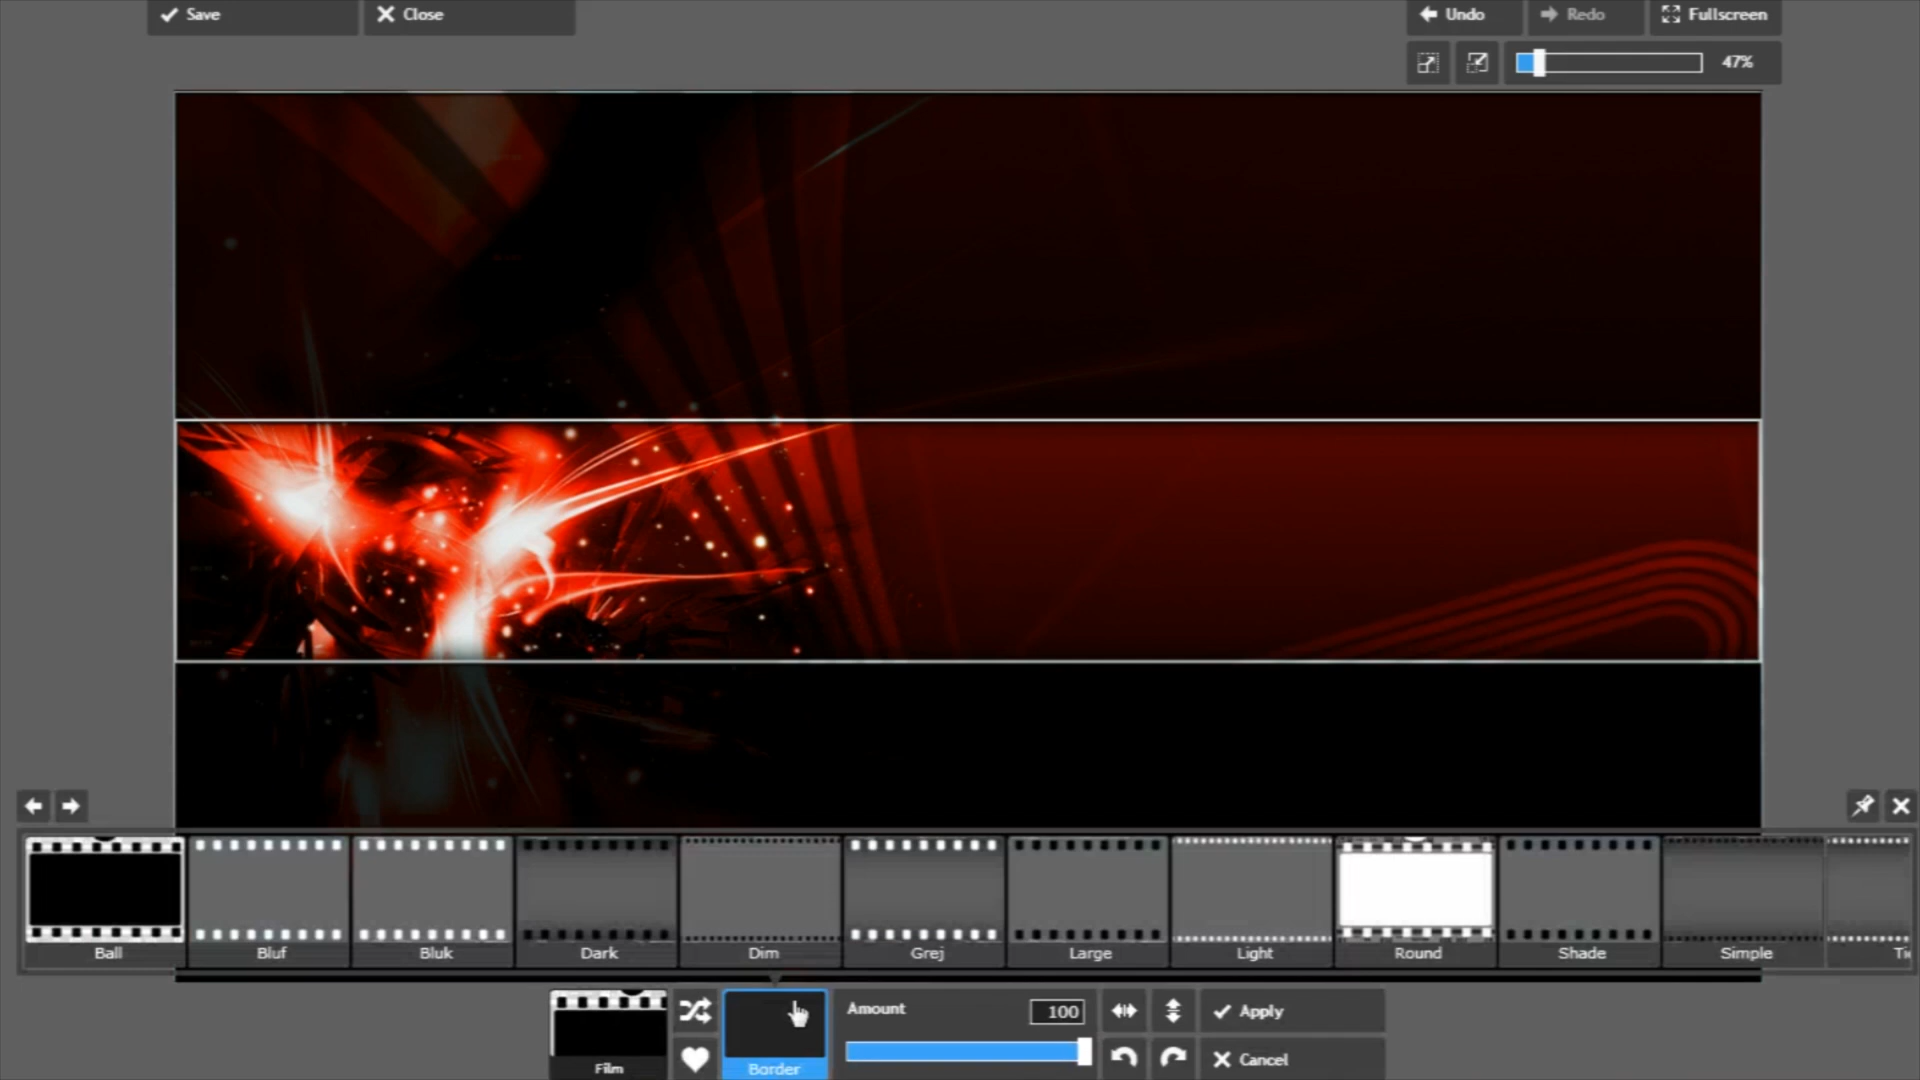 Save
Close
Undo
Redo
Fullscreen
47%
Ball
Bluf
Bluk
Dark
Dim
Grej
Large
Light
Round
Shade
Simple
Film
Border
Amount
100
Apply
Cancel